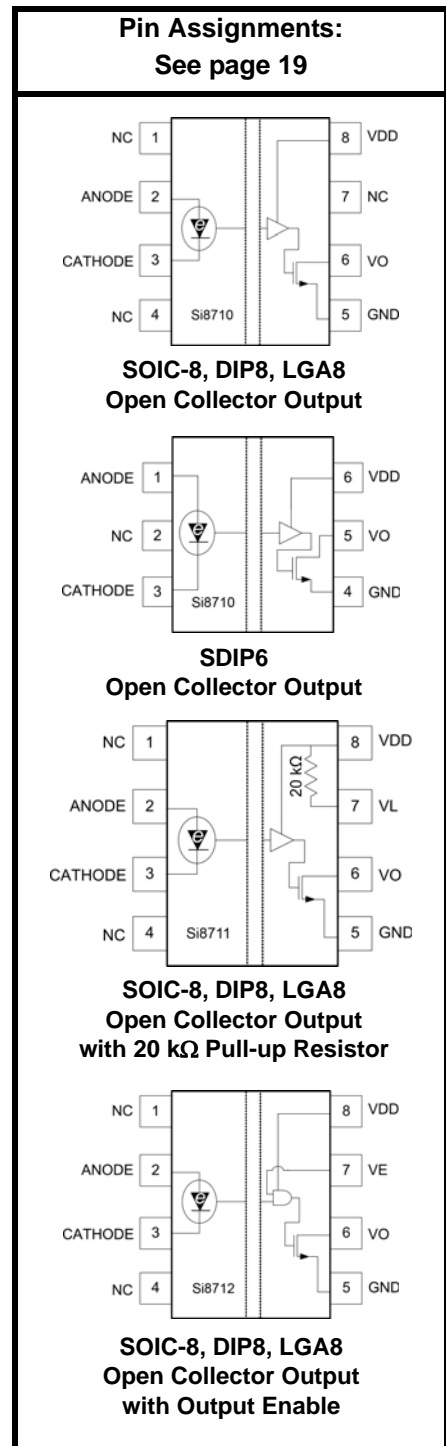 Pin Assignments:
See page 19
NC 1
8 VDD
ANODE 2
7 NC
e
CATHODE 3
6 VO
NC 4
Si8710
5 GND
SOIC-8, DIP8, LGA8
Open Collector Output
ANODE 1
6 VDD
NC 2
e
5 VO
CATHODE 3
Si8710
4 GND
SDIP6
Open Collector Output
NC 1
8 VDD
20 kΩ
ANODE 2
7 VL
e
CATHODE 3
6 VO
NC 4
Si8711
5 GND
SOIC-8, DIP8, LGA8
Open Collector Output
with 20 kΩ Pull-up Resistor
NC 1
8 VDD
ANODE 2
7 VE
e
CATHODE 3
6 VO
NC 4
Si8712
5 GND
SOIC-8, DIP8, LGA8
Open Collector Output
with Output Enable